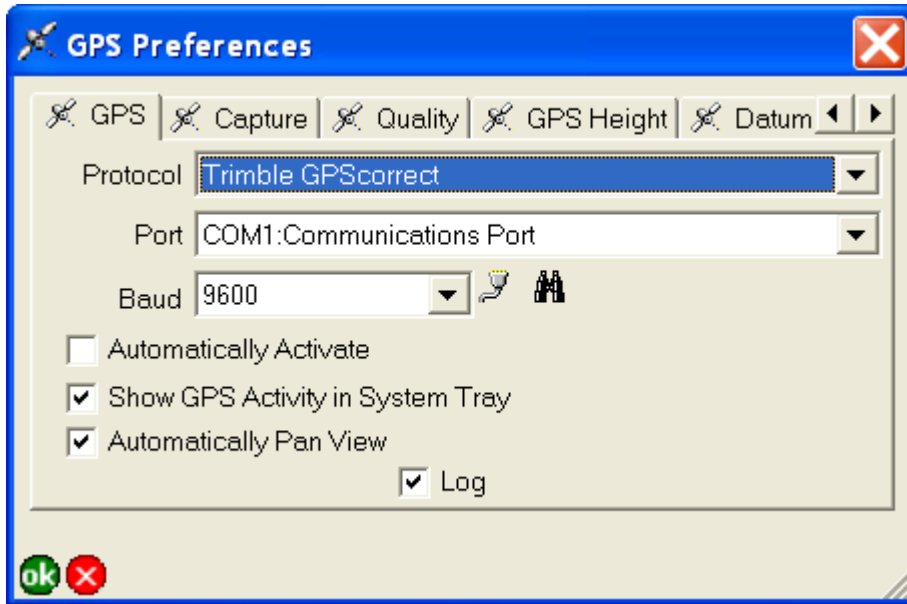 GPS Preferences
GPS Capture Quality GPS Height Datum
Protocol Trimble GPScorrect
Port COM1:Communications Port
Baud 9600
Automatically Activate
Show GPS Activity in System Tray
Automatically Pan View
Log
ok